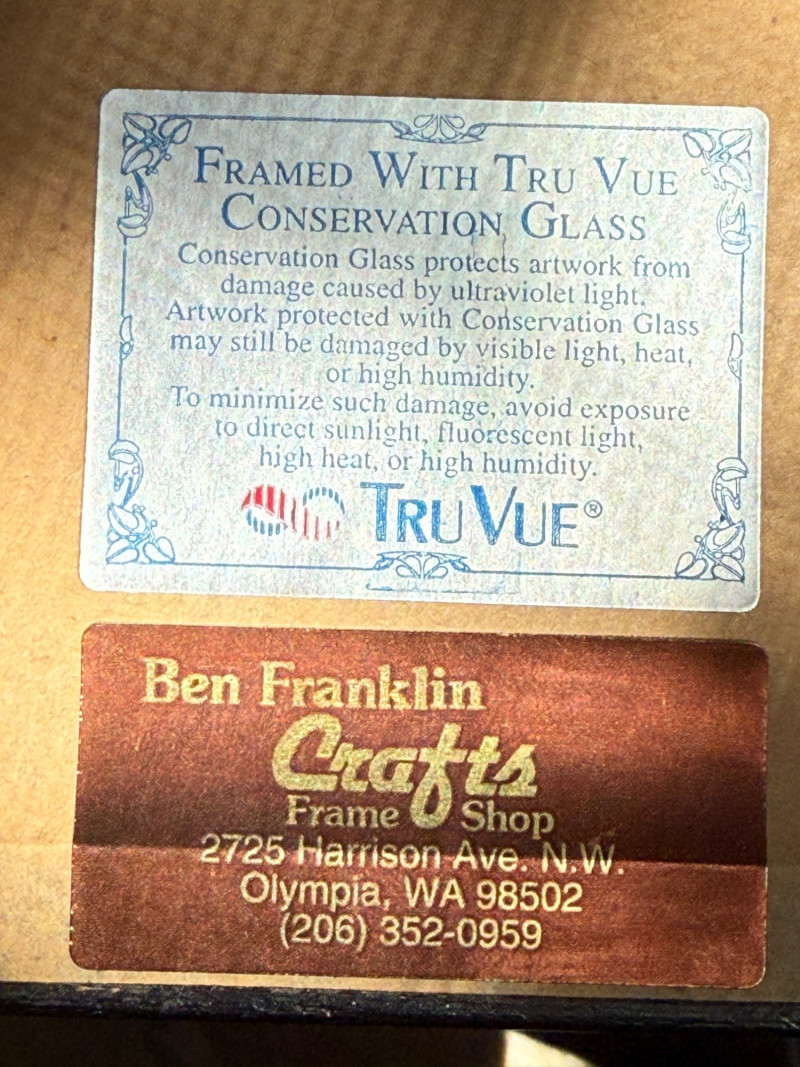 FRAMED WITH TRU VUE
CONSERVATION GLASS
Conservation Glass protects artwork from
damage caused by ultraviolet light.
Artwork protected with Conservation Glass
may still be damaged by visible light, heat,
or high humidity.
To minimize such damage, avoid exposure
to direct sunlight, fluorescent light,
high heat, or high humidity.
TRU VUE®
Ben Franklin
Crafts
Frame Shop
2725 Harrison Ave. N.W.
Olympia, WA 98502
(206) 352-0959